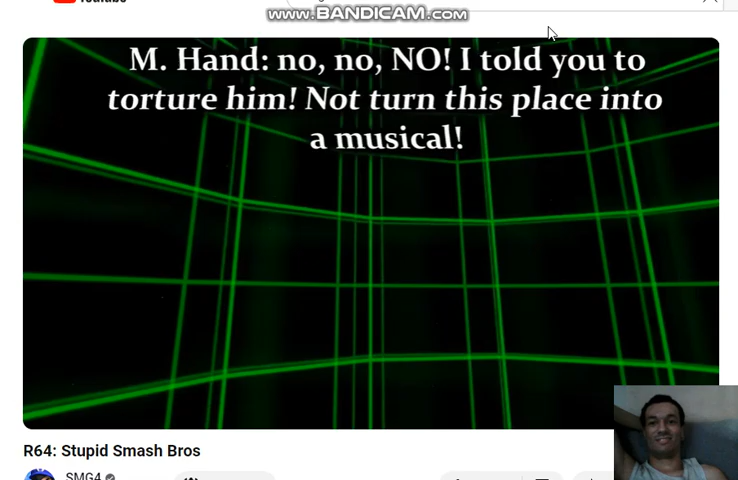 www.BANDICAM.com
M. Hand: no, no, NO! I told you to
torture him! Not turn this place into
a musical!
R64: Stupid Smash Bros
SMG4